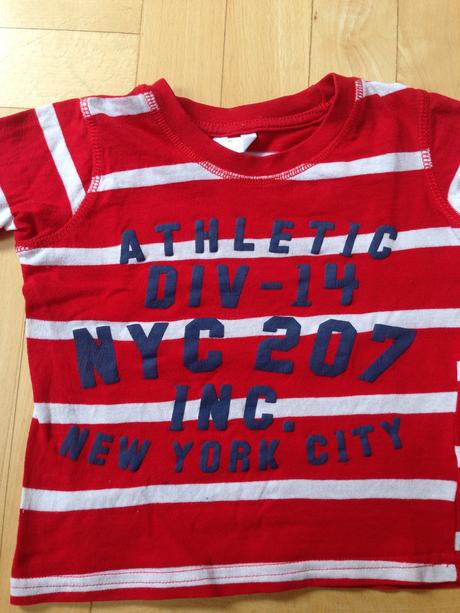 ATHLETIC
DIV-14
NYC 207
INC.
NEW YORK CITY